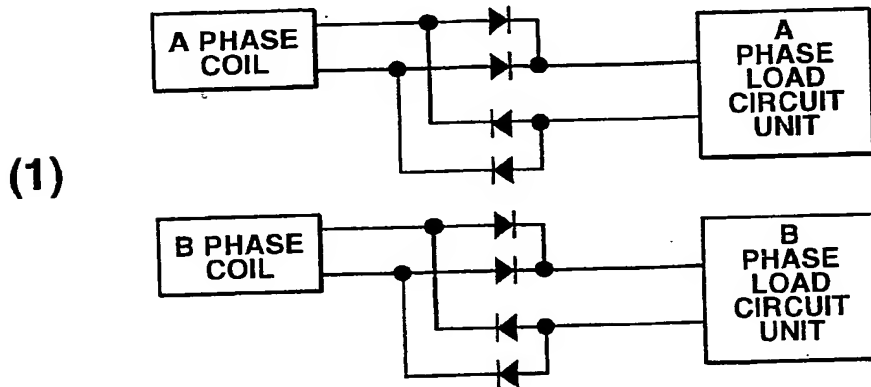 A PHASE
COIL
A
PHASE
LOAD
CIRCUIT
UNIT
(1)
B PHASE
COIL
B
PHASE
LOAD
CIRCUIT
UNIT